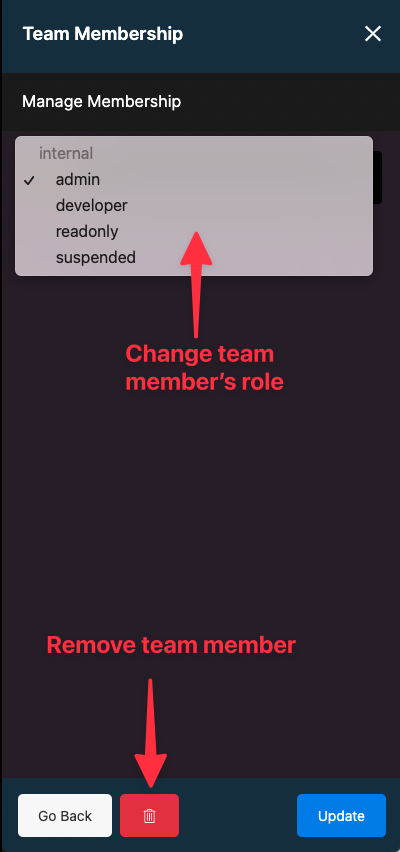 Team Membership
Manage Membership
internal
✓ admin
developer
readonly
suspended
Change team
member’s role
Remove team member
Go Back
Update